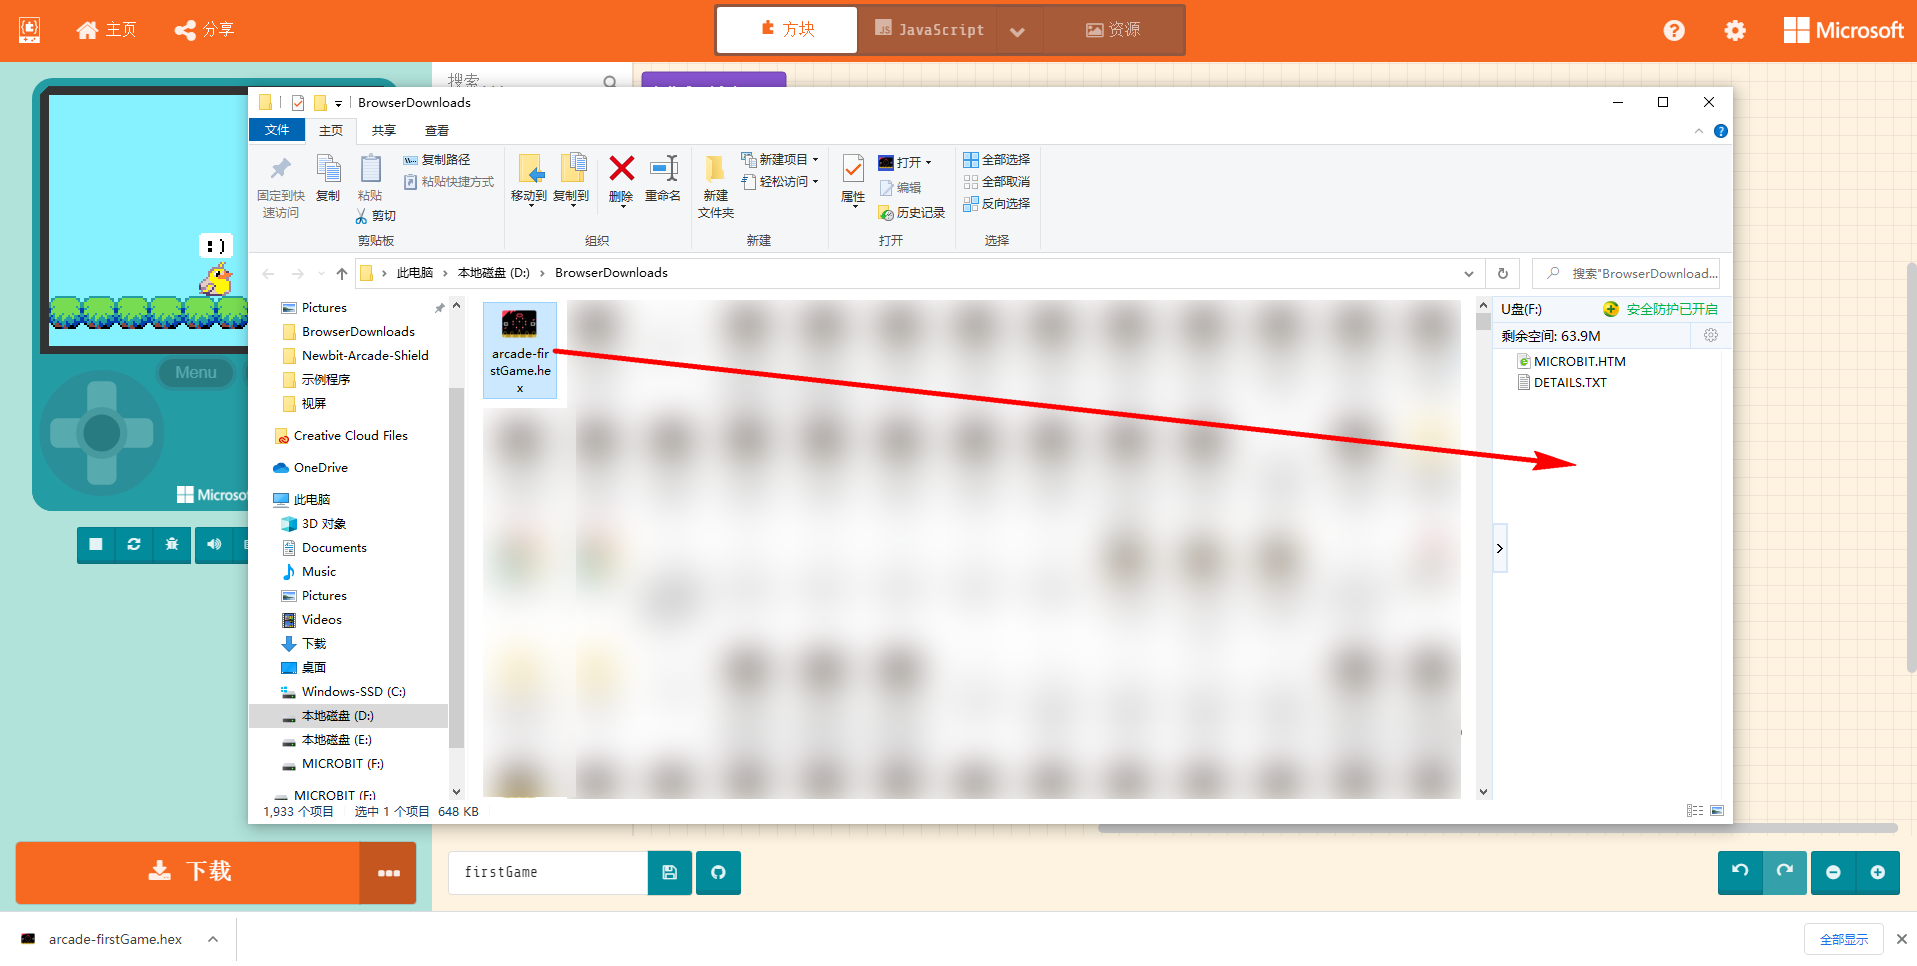 主页
分享
方块
JavaScript
资源
Microsoft
搜索...
BrowserDownloads
文件
主页
共享
查看
固定到快
速访问
复制
粘贴
复制路径
粘贴快捷方式
剪切
剪贴板
移动到
复制到
删除
重命名
组织
新建
文件夹
新建项目
轻松访问
新建
属性
打开
编辑
历史记录
打开
全部选择
全部取消
反向选择
选择
此电脑
本地磁盘 (D:)
BrowserDownloads
搜索"BrowserDownload...
:)
Menu
Microso
Pictures
BrowserDownloads
Newbit-Arcade-Shield
示例程序
视屏
Creative Cloud Files
OneDrive
此电脑
3D 对象
Documents
Music
Pictures
Videos
下载
桌面
Windows-SSD (C:)
本地磁盘 (D:)
本地磁盘 (E:)
MICROBIT (F:)
MICROBIT (F:)
arcade-fir
stGame.he
x
U盘(F:)
安全防护已开启
剩余空间: 63.9M
MICROBIT.HTM
DETAILS.TXT
1,933 个项目
选中 1 个项目 648 KB
下载
firstGame
arcade-firstGame.hex
全部显示